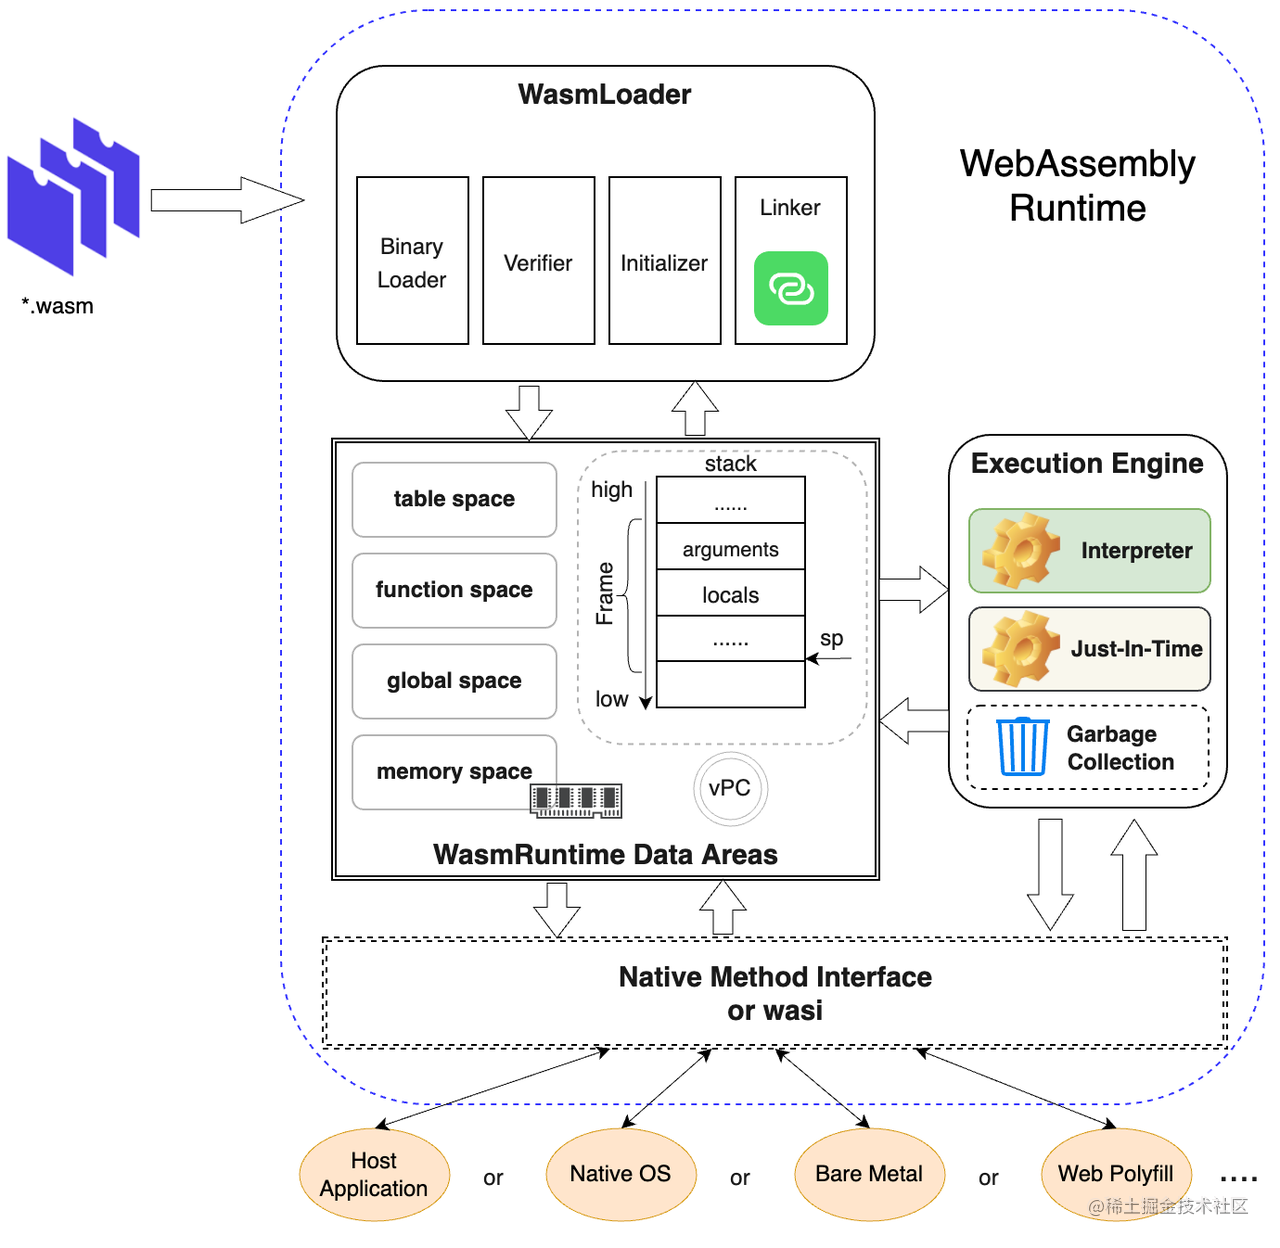 WasmLoader
WebAssembly
Runtime
Binary
Loader
Verifier
Initializer
Linker
*.wasm
table space
function space
global space
memory space
stack
high
......
arguments
locals
......
Frame
sp
low
vPC
WasmRuntime Data Areas
Execution Engine
Interpreter
Just-In-Time
Garbage
Collection
Native Method Interface
or wasi
Host
Application
or
Native OS
or
Bare Metal
or
Web Polyfill
....
@稀土掘金技术社区